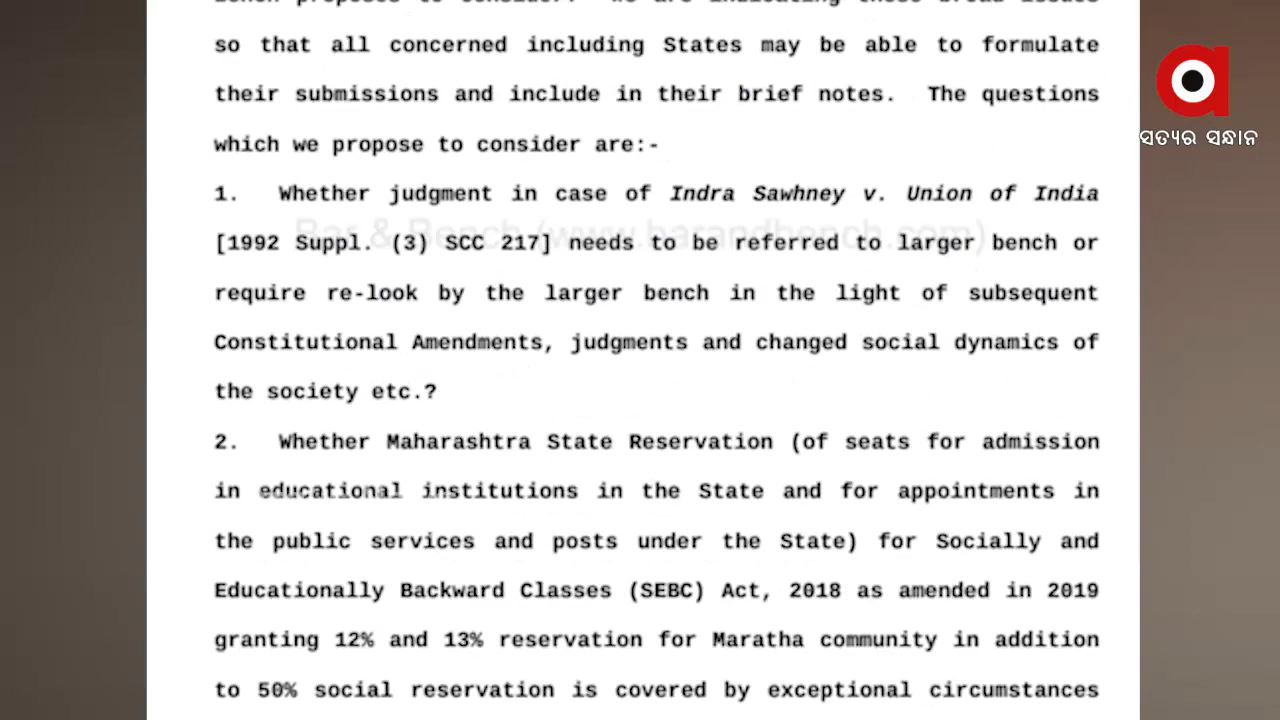 so that all concerned including States may be able to formulate
their submissions and include in their brief notes. The questions
which we propose to consider are:-
1. Whether judgment in case of Indra Sawhney v. Union of India
[1992 Suppl. (3) SCC 217] needs to be referred to larger bench or
require re-look by the larger bench in the light of subsequent
Constitutional Amendments, judgments and changed social dynamics of
the society etc.?
2. Whether Maharashtra State Reservation (of seats for admission
in educational institutions in the State and for appointments in
the public services and posts under the State) for Socially and
Educationally Backward Classes (SEBC) Act, 2018 as amended in 2019
granting 12% and 13% reservation for Maratha community in addition
to 50% social reservation is covered by exceptional circumstances
Bar & Bench (www.barandbench.com)
ସତ୍ୟର ସନ୍ଧାନ